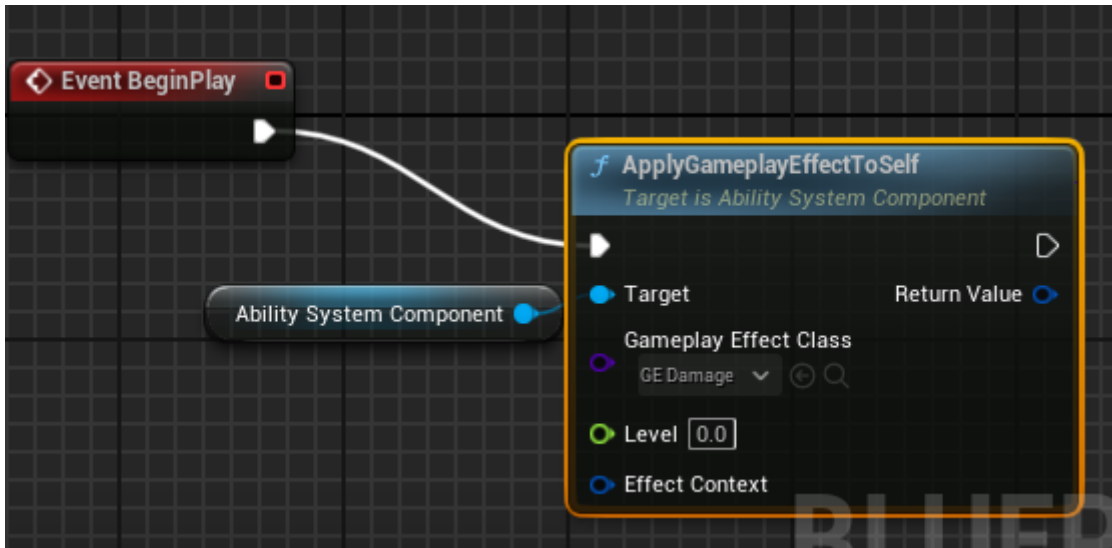 Event BeginPlay
f ApplyGameplayEffectToSelf
Target is Ability System Component
Target
Return Value
Ability System Component
Gameplay Effect Class
GE Damage
Level 0.0
Effect Context